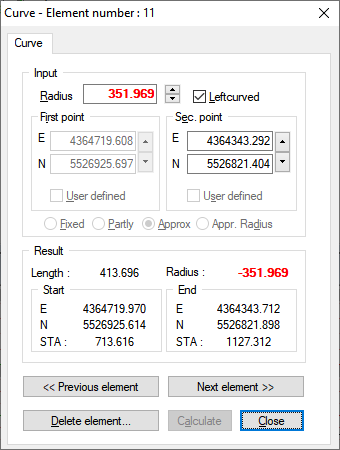 Curve - Element number : 11
Curve
Input
Radius 351.969 Leftcurved
First point Sec. point
E 4364719.608 E 4364343.292
N 5526925.697 N 5526821.404
User defined User defined
Fixed Partly Approx Appr. Radius
Result
Length : 413.696 Radius : -351.969
Start End
E 4364719.970 E 4364343.712
N 5526925.614 N 5526821.898
STA : 713.616 STA : 1127.312
<< Previous element Next element >>
Delete element... Calculate Close